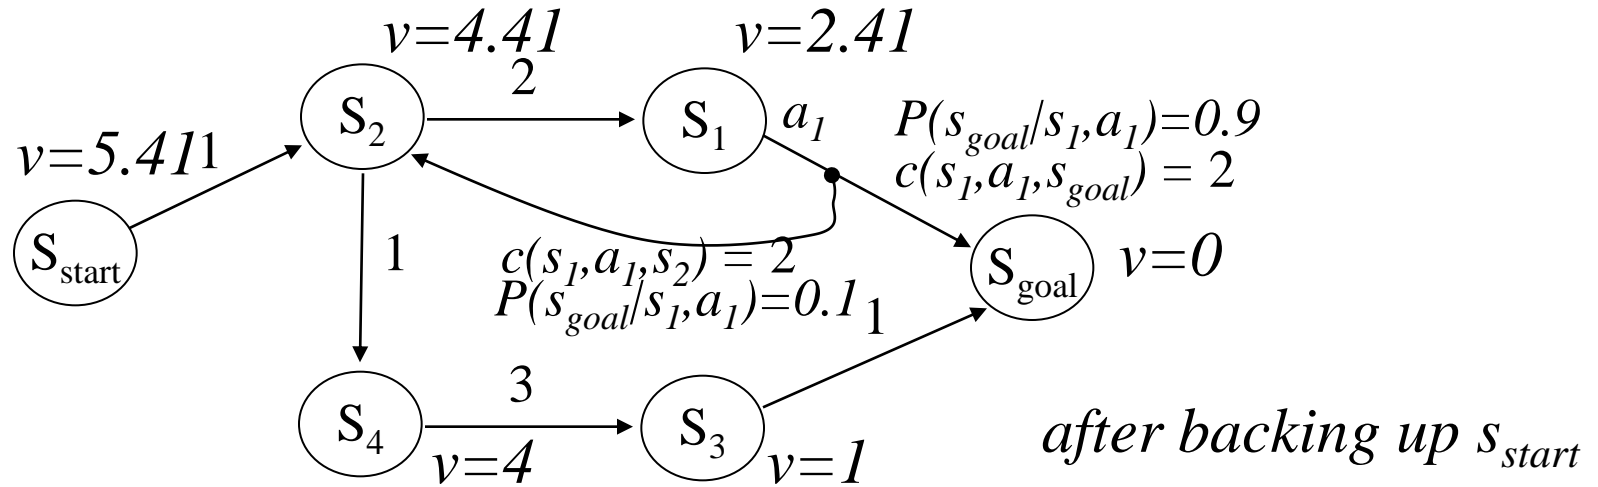 v=4.41
v=2.41
2
S2
S1
a1
P(sgoal/s1,a1)=0.9
c(s1,a1,sgoal) = 2
v=5.41
1
Sstart
1
c(s1,a1,s2) = 2
P(sgoal/s1,a1)=0.1
1
Sgoal
v=0
3
S4
S3
v=4
v=1
after backing up sstart